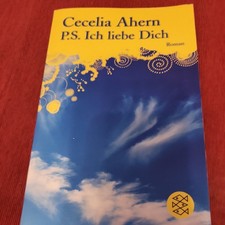 Cecelia Ahern
P.S. Ich liebe Dich
Roman